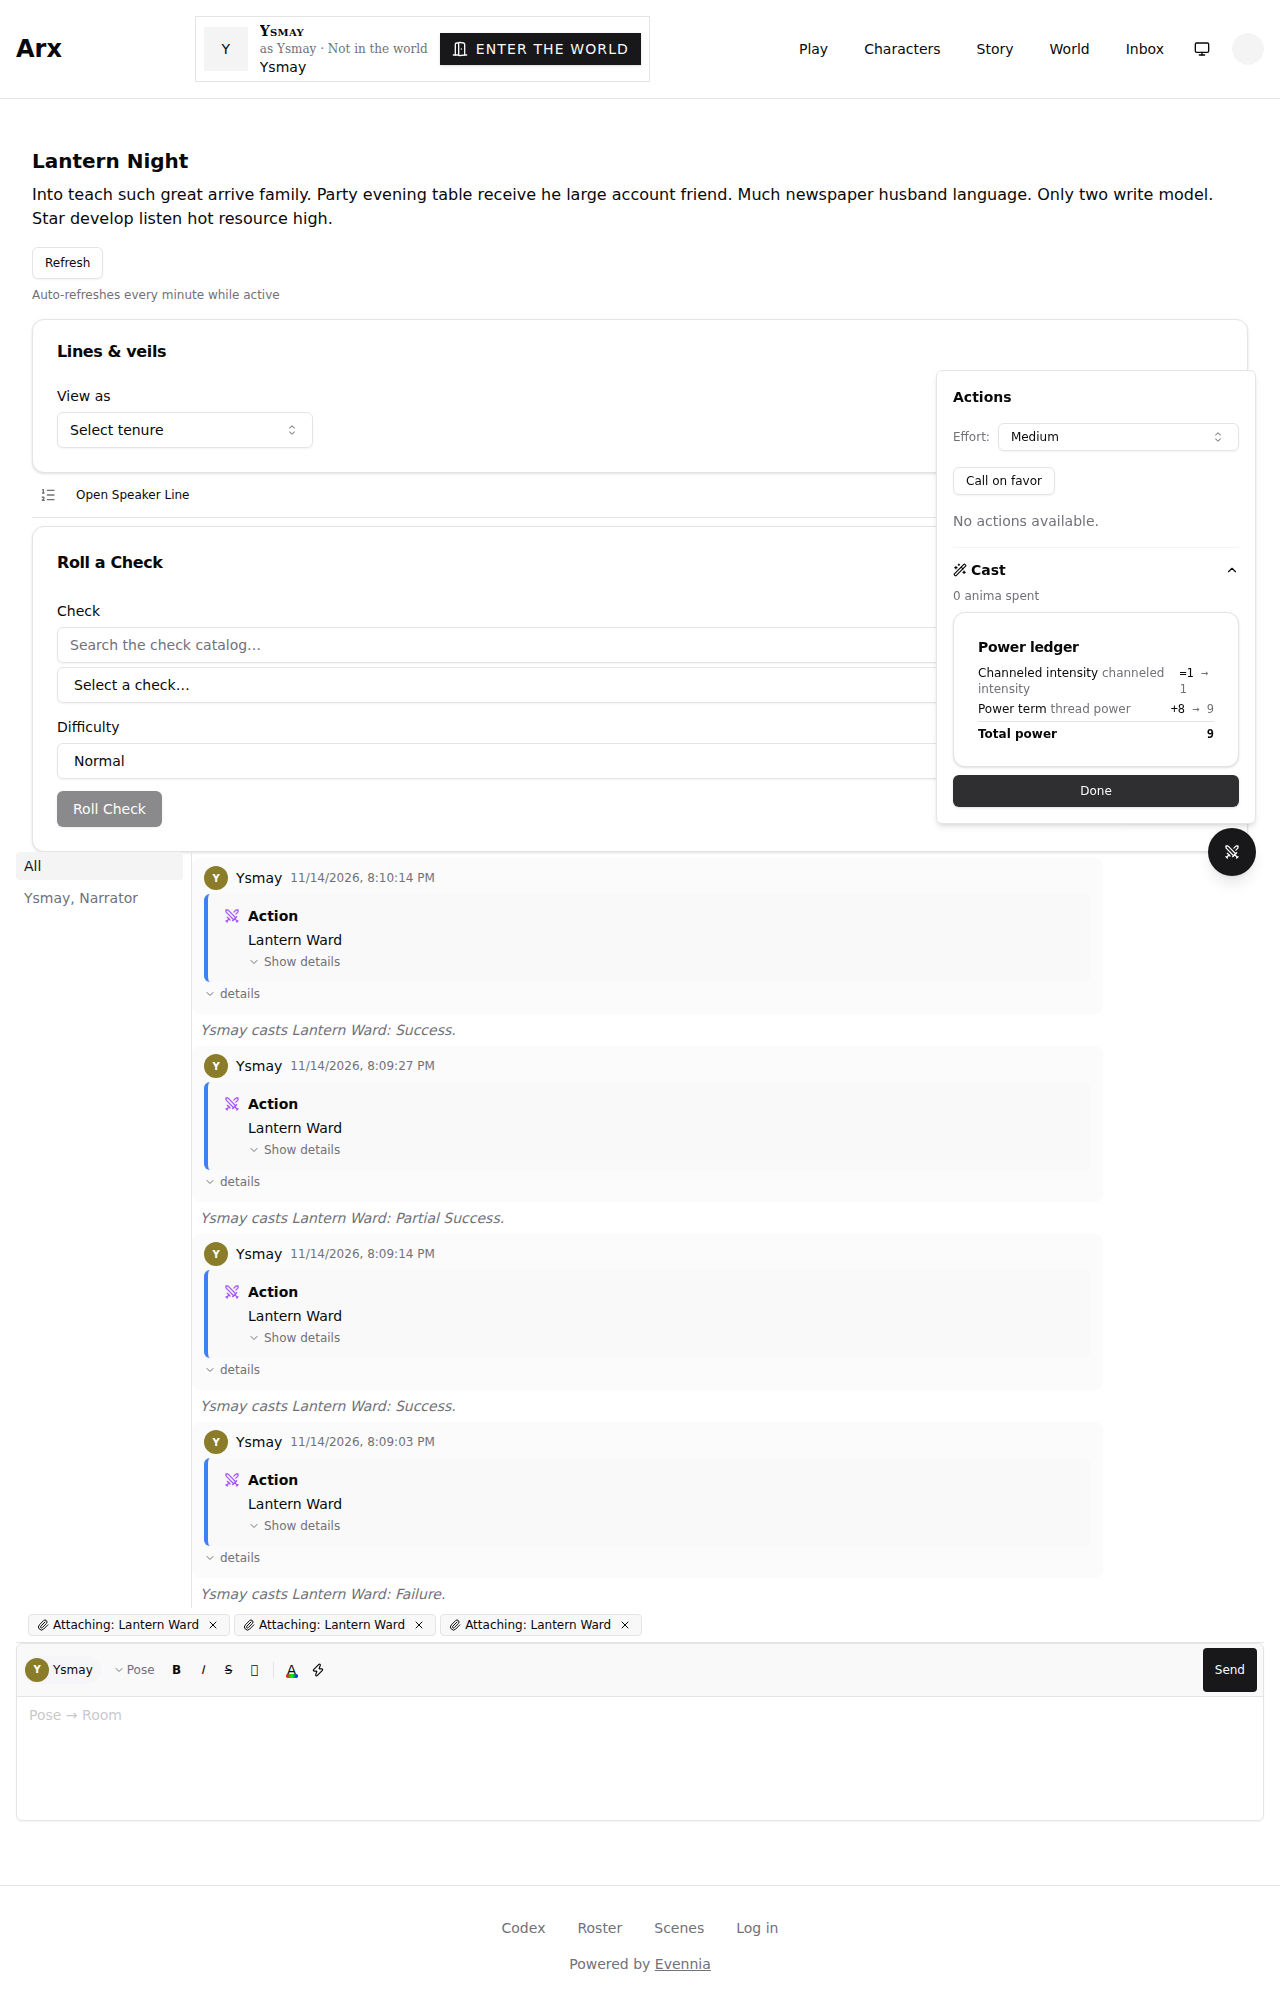 Arx
Y
Ysmay
as Ysmay · Not in the world
Ysmay
ENTER THE WORLD
Play
Characters
Story
World
Inbox
Lantern Night
Into teach such great arrive family. Party evening table receive he large account friend. Much newspaper husband language. Only two write model.
Star develop listen hot resource high.
Refresh
Auto-refreshes every minute while active
Lines & veils
View as
Select tenure
Open Speaker Line
Roll a Check
Check
Search the check catalog...
Select a check...
Difficulty
Normal
Roll Check
Actions
Effort: Medium
Call on favor
No actions available.
Cast
0 anima spent
Power ledger
Channeled intensity channeled =1 →
intensity 1
Power term thread power +8 → 9
Total power 9
Done
All
Ysmay, Narrator
Y Ysmay 11/14/2026, 8:10:14 PM
Action
Lantern Ward
Show details
details
Ysmay casts Lantern Ward: Success.
Y Ysmay 11/14/2026, 8:09:27 PM
Action
Lantern Ward
Show details
details
Ysmay casts Lantern Ward: Partial Success.
Y Ysmay 11/14/2026, 8:09:14 PM
Action
Lantern Ward
Show details
details
Ysmay casts Lantern Ward: Success.
Y Ysmay 11/14/2026, 8:09:03 PM
Action
Lantern Ward
Show details
details
Ysmay casts Lantern Ward: Failure.
Attaching: Lantern Ward Attaching: Lantern Ward Attaching: Lantern Ward
Y Ysmay Pose B I S A Send
Pose → Room
Codex Roster Scenes Log in
Powered by Evennia